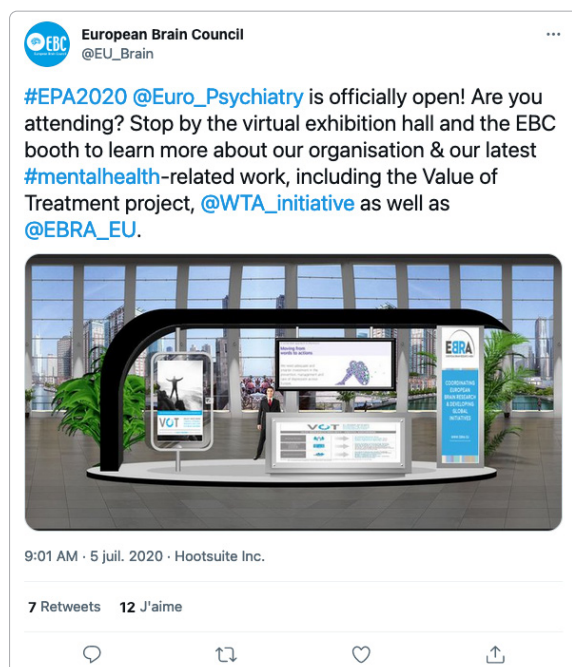 EBC
European Brain Council
@EU_Brain
#EPA2020 @Euro_Psychiatry is officially open! Are you
attending? Stop by the virtual exhibition hall and the EBC
booth to learn more about our organisation & our latest
#mentalhealth-related work, including the Value of
Treatment project, @WTA_initiative as well as
@EBRA_EU.
Moving from
words to actions
VOT
VOT
EBRA
COORDINATING
EUROPEAN
BRAIN RESEARCH
& DEVELOPING
GLOBAL
INITIATIVES
9:01 AM · 5 juil. 2020 · Hootsuite Inc.
7 Retweets 12 J'aime